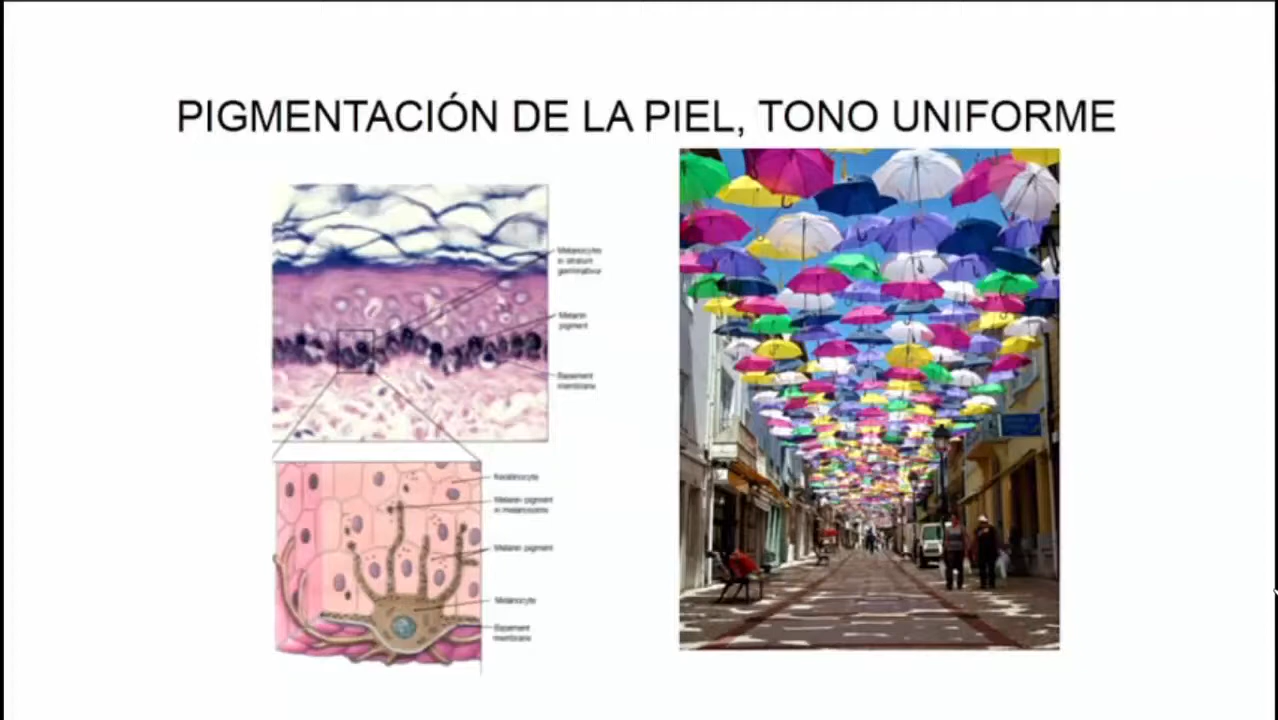 PIGMENTACIÓN DE LA PIEL, TONO UNIFORME
Melanocytes
in stratum
germinativum
Melanin
pigment
Basement
membrane
Keratinocyte
Melanin pigment
in melanosome
Melanin pigment
Melanocyte
Basement
membrane